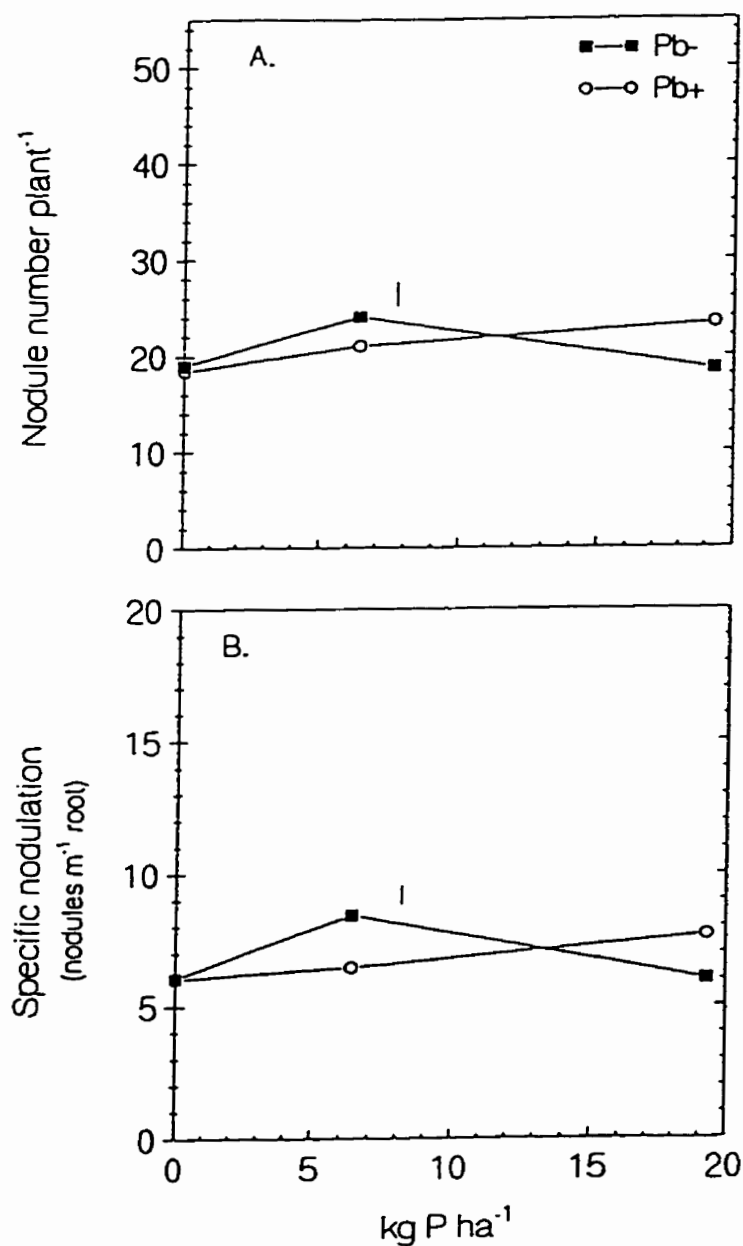 A.
Pb-
Pb+
50
40
30
20
10
0
Nodule number plant⁻¹
B.
20
15
10
5
0
Specific nodulation
(nodules m⁻¹ root)
0 5 10 15 20
kg P ha⁻¹